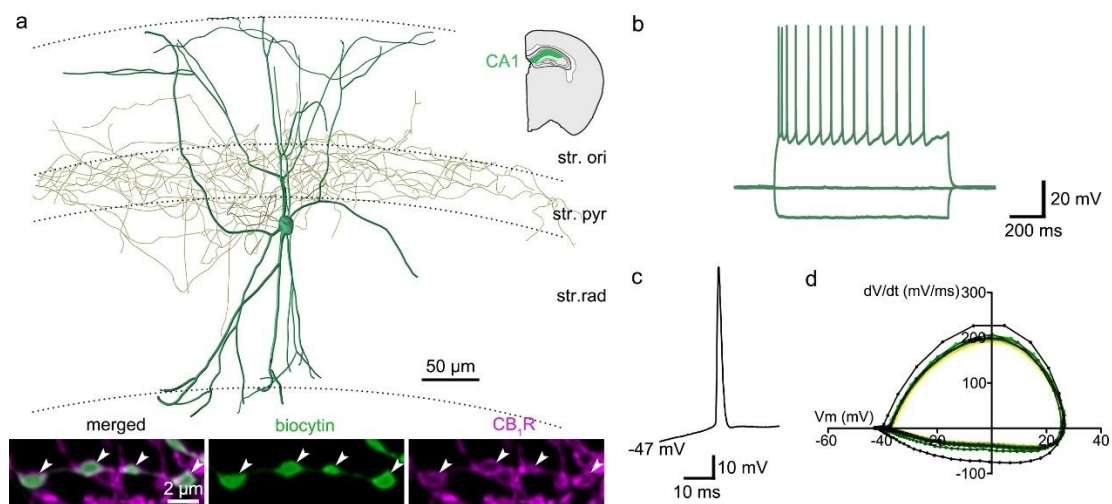 a
CA1
str. ori
str. pyr
str.rad
50 μm
merged
biocytin
CB₁R
2 μm
b
20 mV
200 ms
c
-47 mV
10 mV
10 ms
d
dV/dt (mV/ms)
300
200
100
Vm (mV)
-60 -40 -20 0 20 40
-100